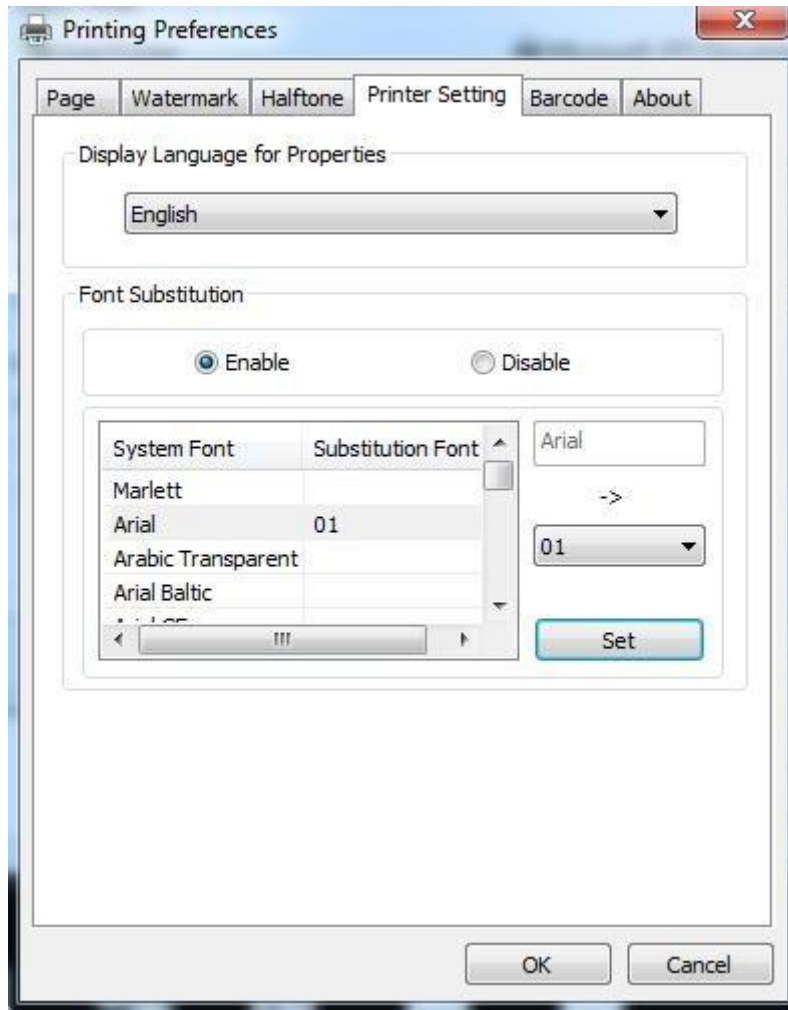 Printing Preferences
Page Watermark Halftone Printer Setting Barcode About
Display Language for Properties
English
Font Substitution
Enable Disable
System Font Substitution Font
Marlett
Arial 01
Arabic Transparent
Arial Baltic
Arial
->
01
Set
OK Cancel